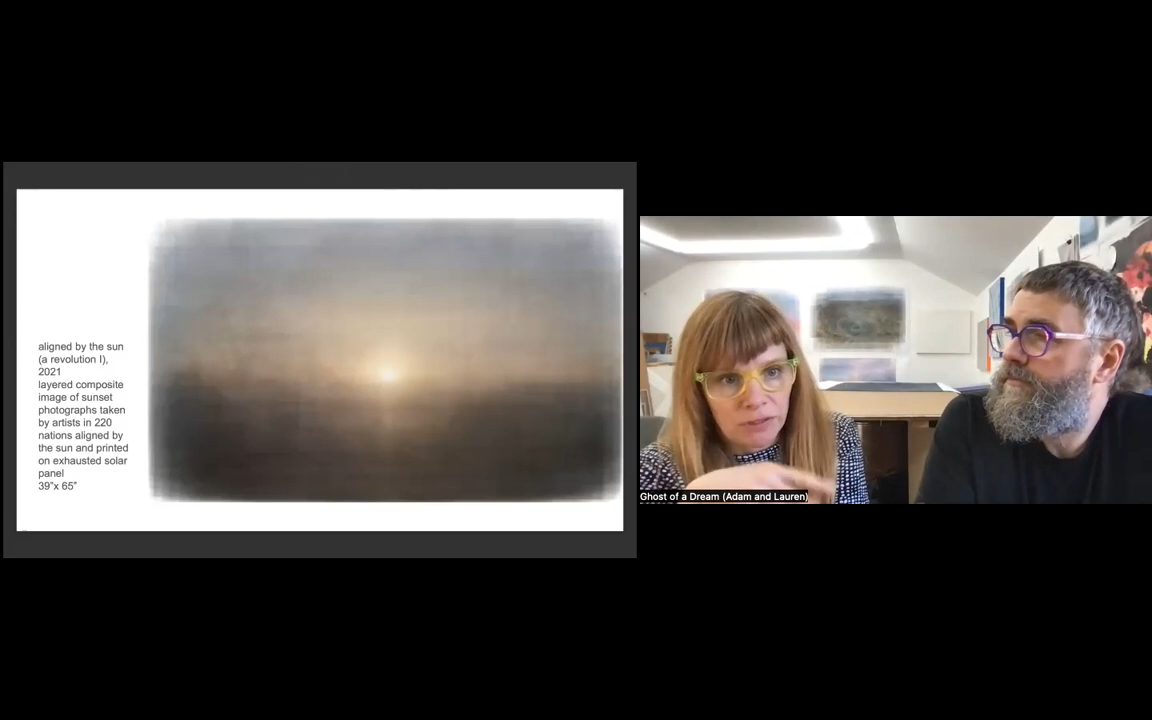 aligned by the sun
(a revolution I),
2021
layered composite
image of sunset
photographs taken
by artists in 220
nations aligned by
the sun and printed
on exhausted solar
panel
39"x 65"
Ghost of a Dream (Adam and Lauren)